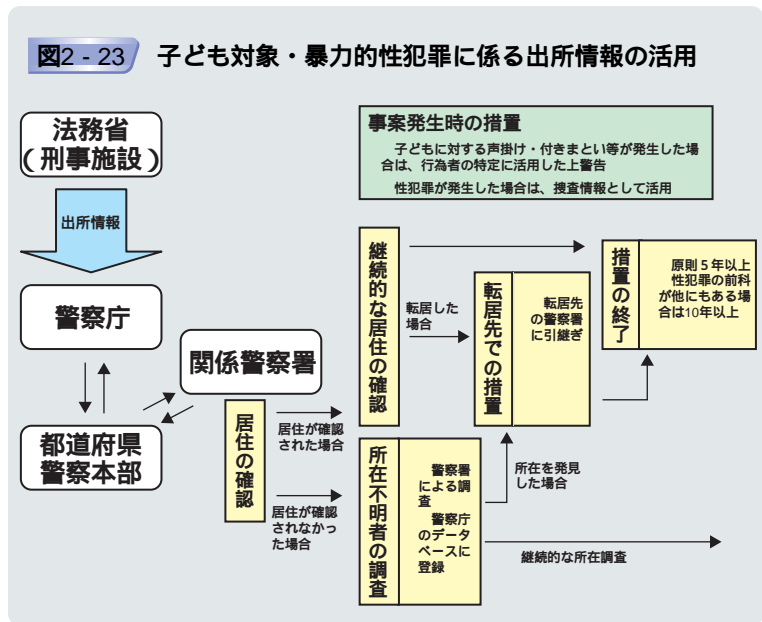 図2‐23 子ども対象・暴力的性犯罪に係る出所情報の活用
法務省
(刑事施設)
出所情報
警察庁
都道府県
警察本部
関係警察署
居住の確認
居住が確認
された場合
居住が確認
されなかっ
た場合
事案発生時の措置
子どもに対する声掛け・付きまとい等が発生した場
合は、行為者の特定に活用した上警告
性犯罪が発生した場合は、捜査情報として活用
継続的な居住の確認
転居した
場合
転居先での措置
転居先
の警察署
に引継ぎ
措置の終了
原則5年以上
性犯罪の前科
が他にもある場
合は10年以上
所在不明者の調査
警察署
による調
査
警察庁
のデータ
ベースに
登録
所在を発見
した場合
継続的な所在調査